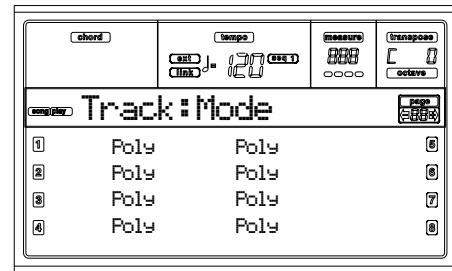 chord tempo measure transpose
ext ♩= 120 seq 1 888 C 0
link octave
song play Track:Mode page
88
1 Poly Poly 5
2 Poly Poly 6
3 Poly Poly 7
4 Poly Poly 8